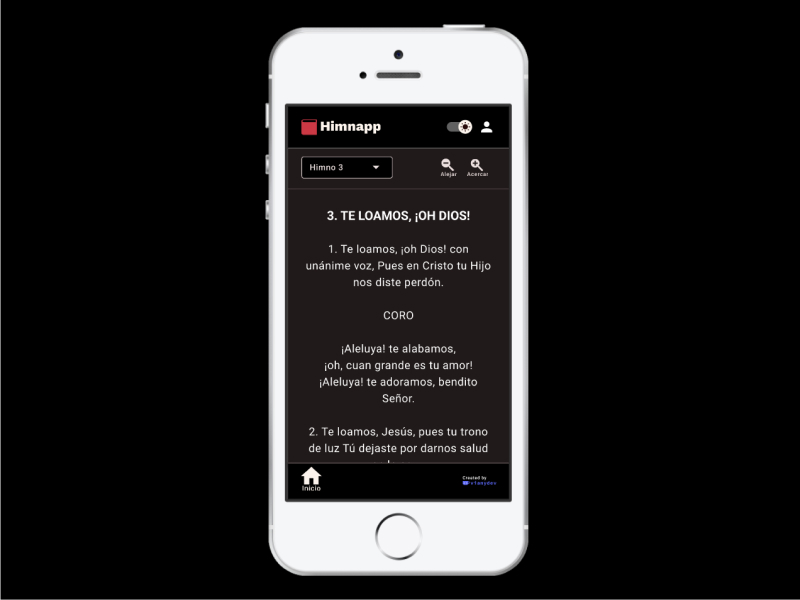 Himnapp
Himno 3
Alejar
Acercar
3. TE LOAMOS, ¡OH DIOS!
1. Te loamos, ¡oh Dios! con
unánime voz, Pues en Cristo tu Hijo
nos diste perdón.
CORO
¡Aleluya! te alabamos,
¡oh, cuan grande es tu amor!
¡Aleluya! te adoramos, bendito
Señor.
2. Te loamos, Jesús, pues tu trono
de luz Tú dejaste por darnos salud
Inicio
Created by